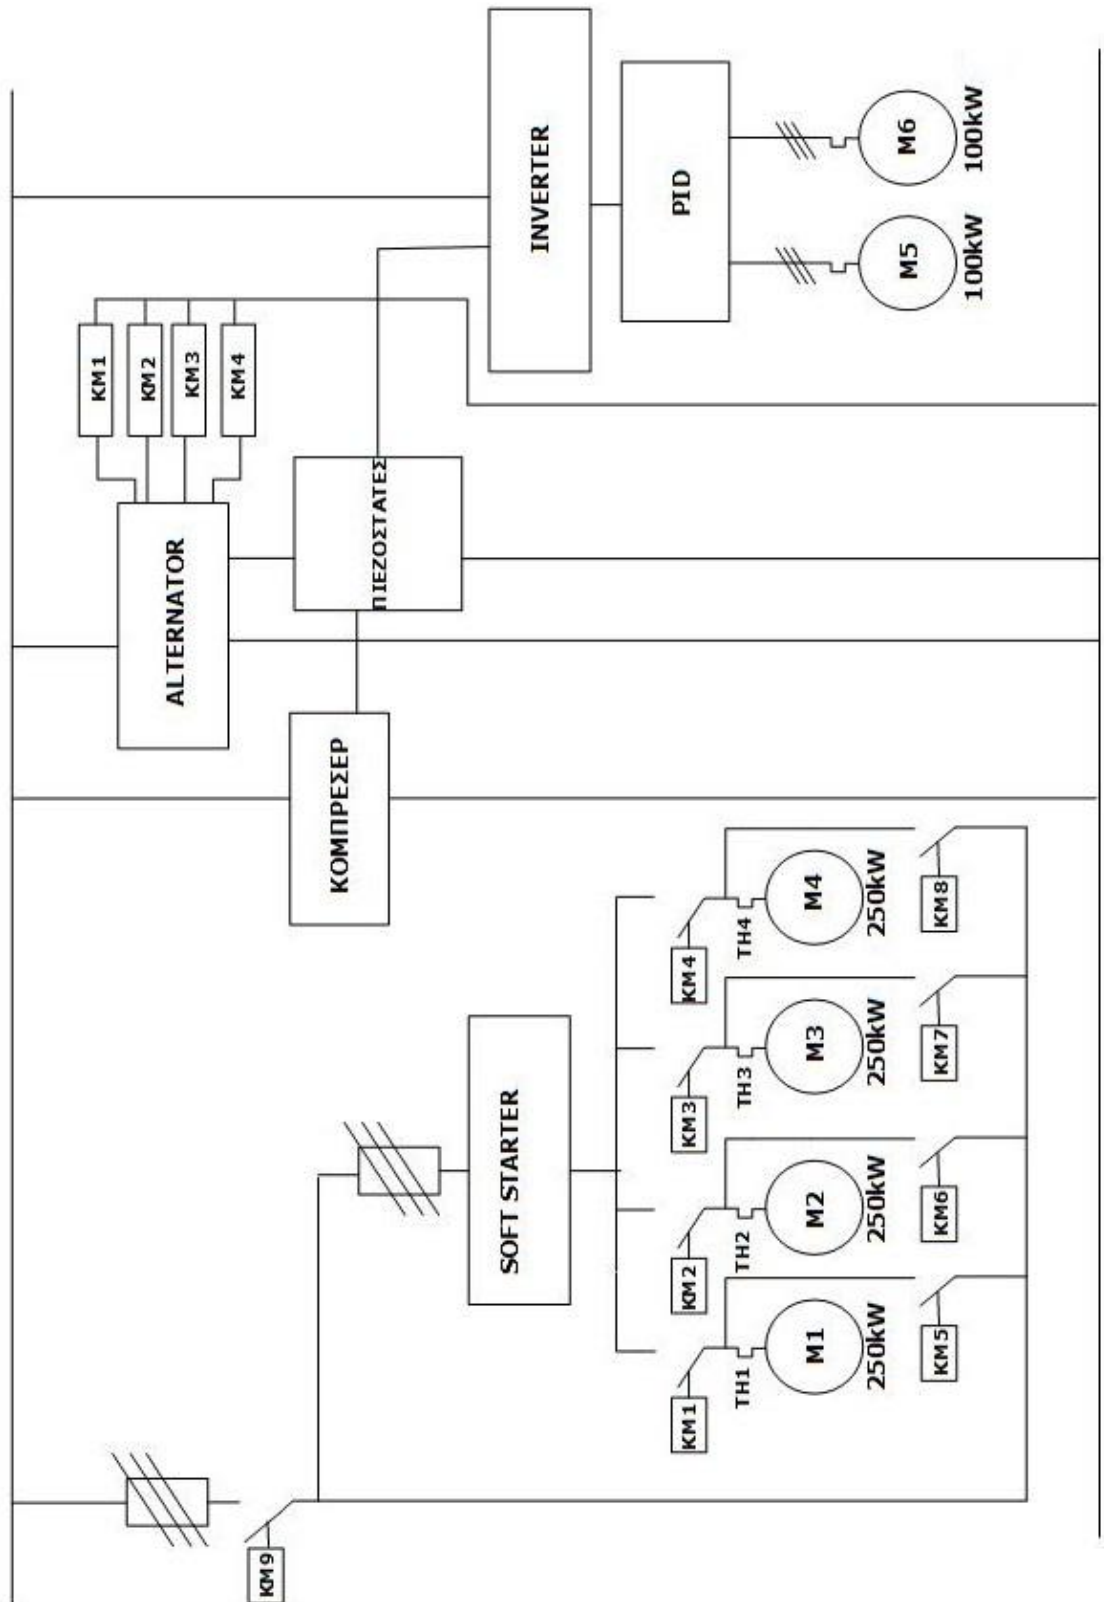 KM9
SOFT STARTER
KM1
TH1
M1
250kW
KM5
KM2
TH2
M2
250kW
KM6
KM3
TH3
M3
250kW
KM7
KM4
TH4
M4
250kW
KM8
ΚΟΜΠΡΕΣΕΡ
ALTERNATOR
ΠΙΕΖΟΣΤΑΤΕΣ
KM1
KM2
KM3
KM4
INVERTER
PID
M5
100kW
M6
100kW